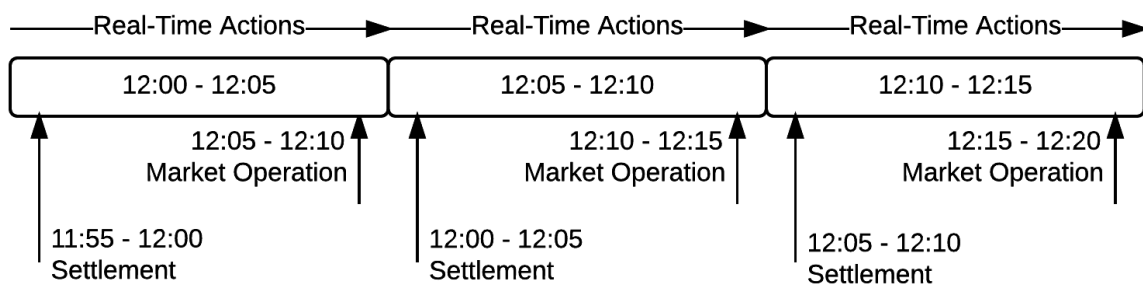 Real-Time Actions Real-Time Actions Real-Time Actions
12:00 - 12:05 12:05 - 12:10 12:10 - 12:15
12:05 - 12:10
Market Operation
12:10 - 12:15
Market Operation
12:15 - 12:20
Market Operation
11:55 - 12:00
Settlement
12:00 - 12:05
Settlement
12:05 - 12:10
Settlement